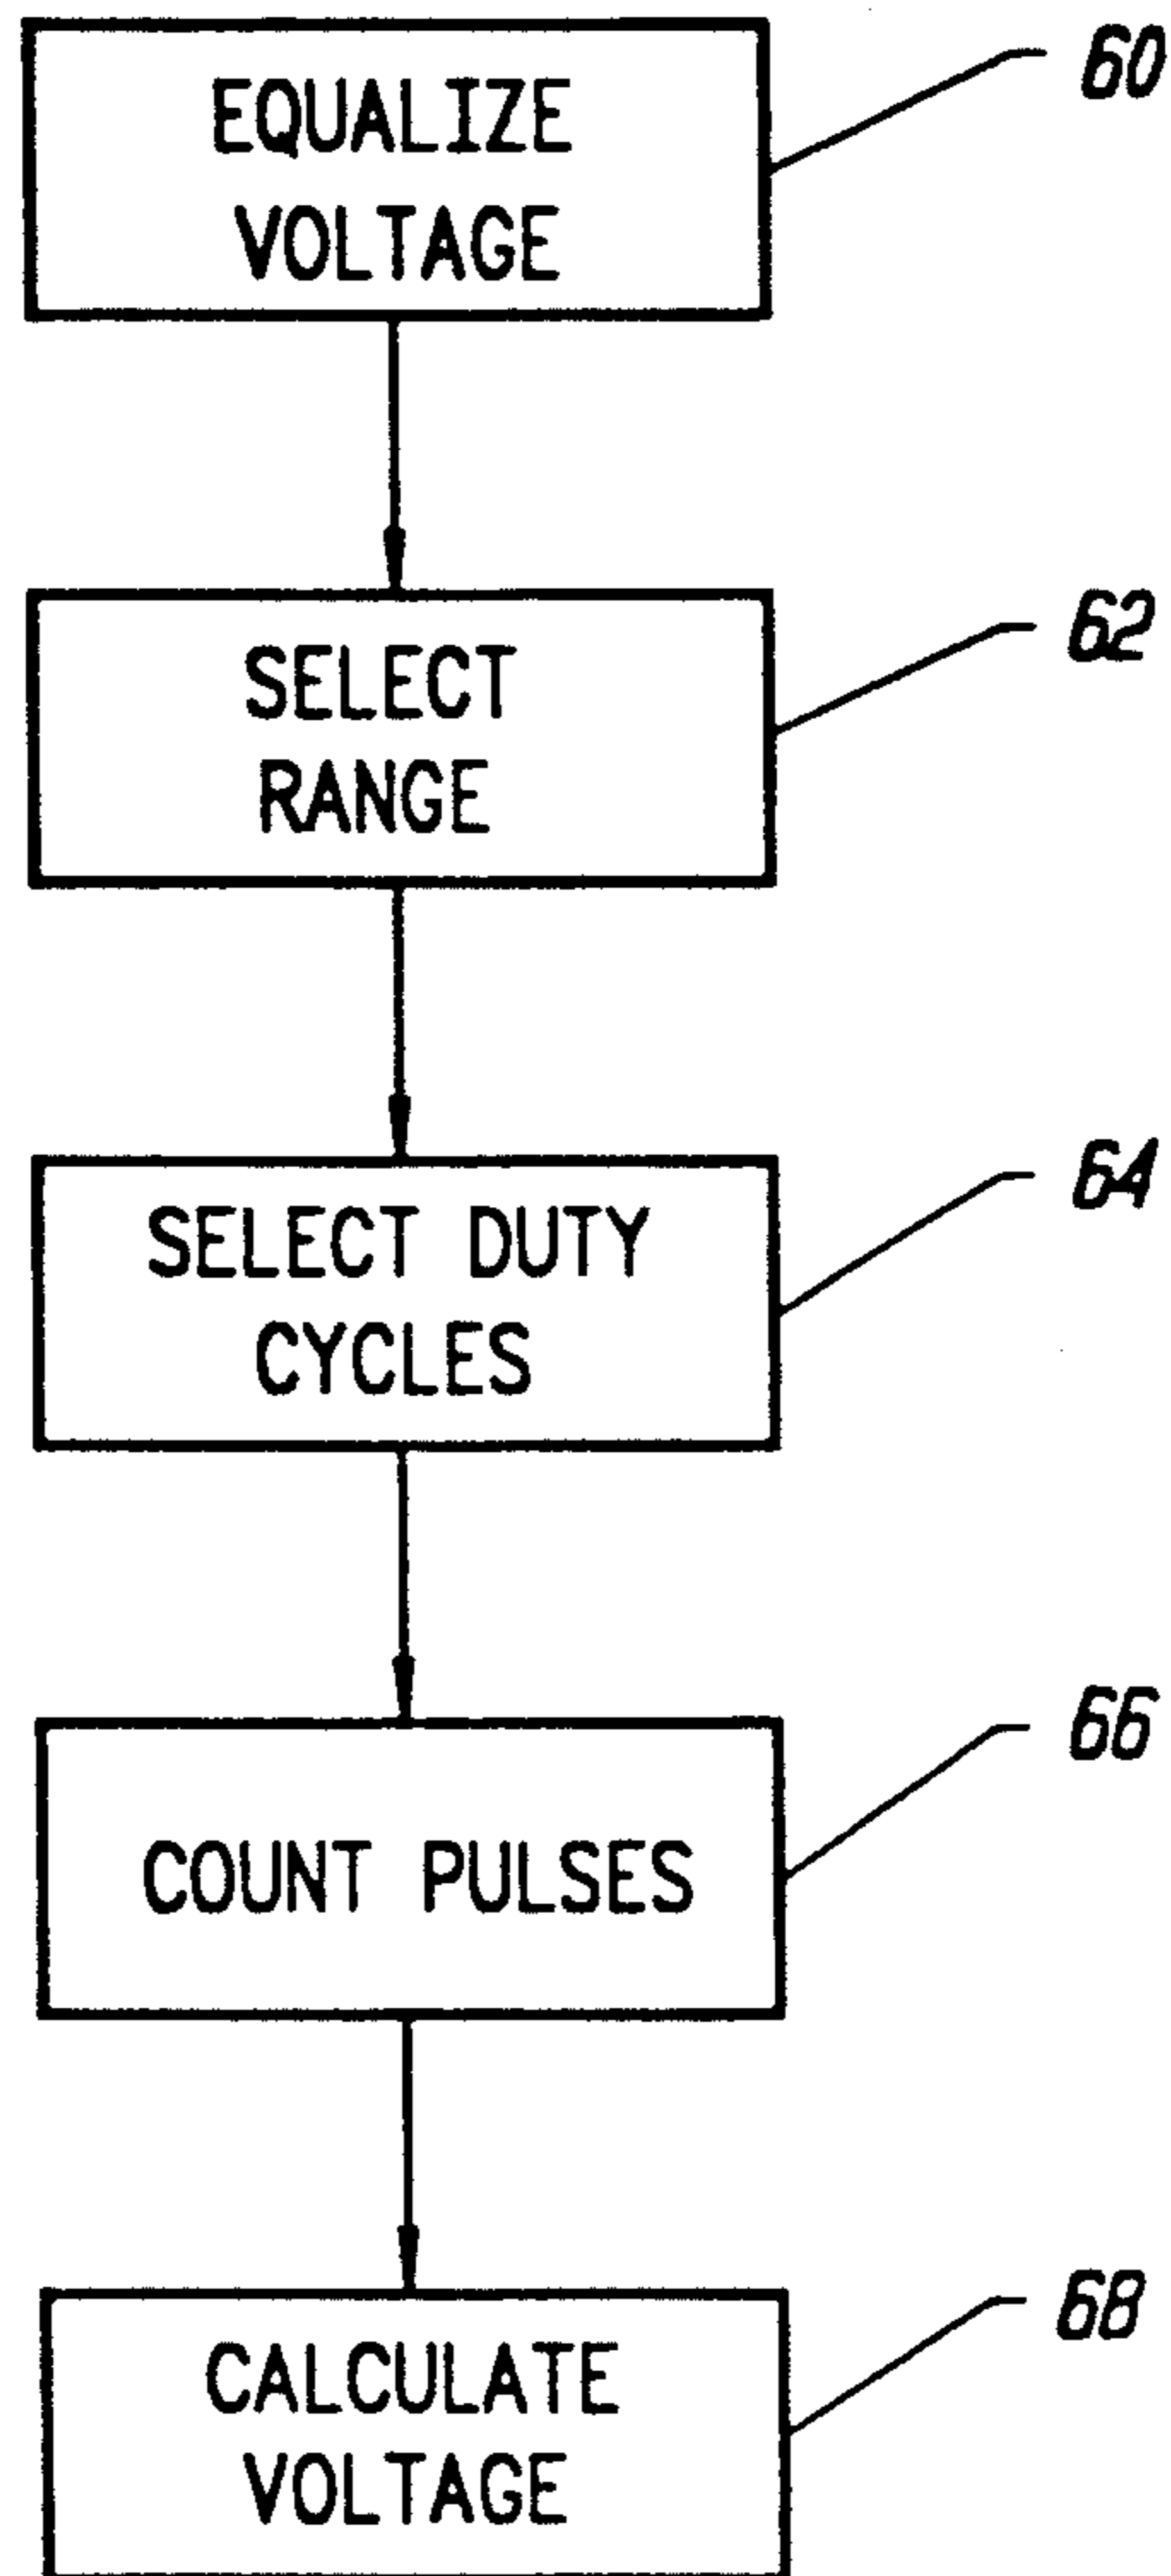 EQUALIZE
VOLTAGE
60
SELECT
RANGE
62
SELECT DUTY
CYCLES
64
COUNT PULSES
66
CALCULATE
VOLTAGE
68